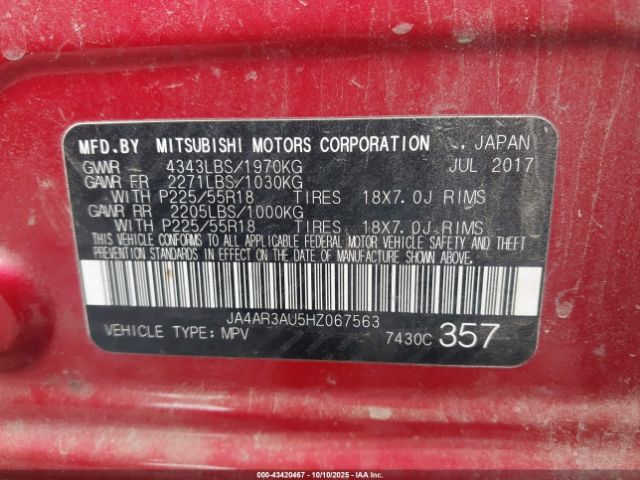 MFD.BY MITSUBISHI MOTORS CORPORATION JAPAN
GVWR 4343LBS/1970KG JUL 2017
GAWR FR 2271LBS/1030KG
WITH P225/55R18 TIRES 18X7.0J RIMS
GAWR RR 2205LBS/1000KG
WITH P225/55R18 TIRES 18X7.0J RIMS
THIS VEHICLE CONFORMS TO ALL APPLICABLE FEDERAL MOTOR VEHICLE SAFETY AND THEFT
PREVENTION STANDARDS IN EFFECT ON THE DATE OF MANUFACTURE SHOWN ABOVE.
JA4AR3AU5HZ067563
VEHICLE TYPE: MPV 7430C 357
000-43420467 - 10/10/2025 - © IAA Holdings, LLC